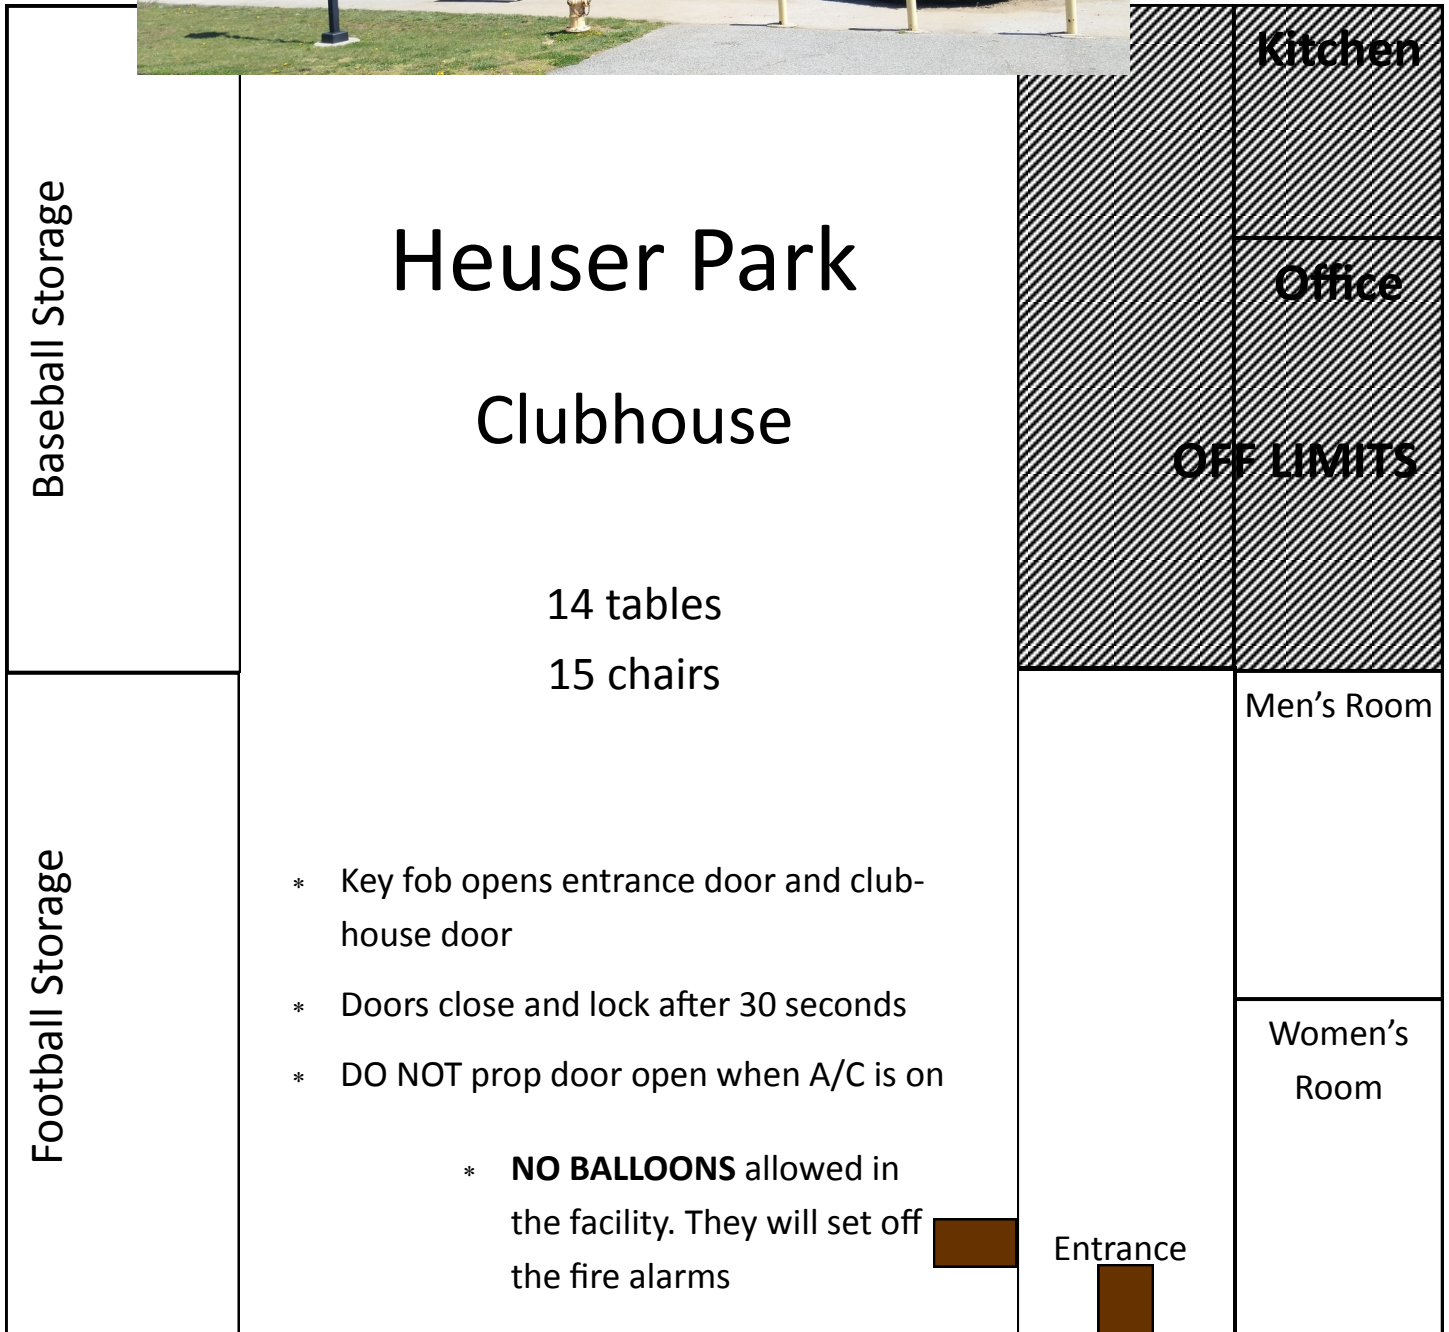 Kitchen
Baseball Storage
Heuser Park
Office
Clubhouse
OFF LIMITS
14 tables
15 chairs
Men’s Room
Football Storage
* Key fob opens entrance door and club-
house door
* Doors close and lock after 30 seconds
* DO NOT prop door open when A/C is on
Women’s
Room
* NO BALLOONS allowed in
the facility. They will set off
the fire alarms
Entrance